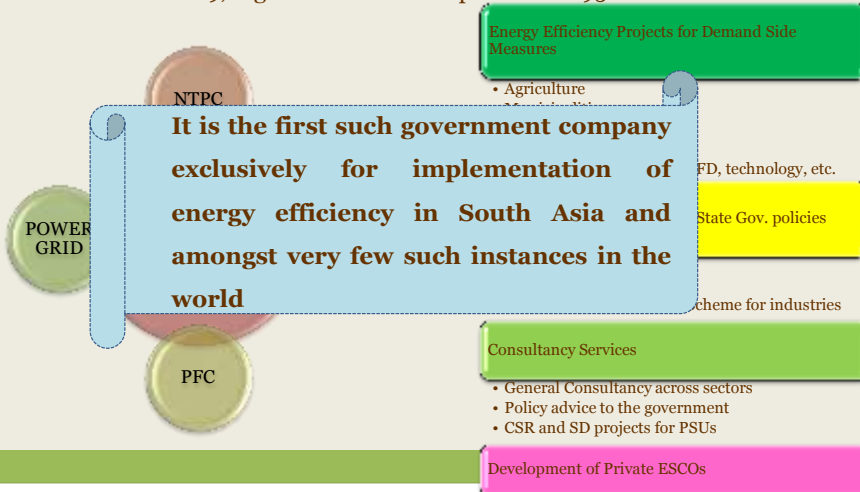 Energy Efficiency Projects for Demand Side
Measures
• Agriculture
NTPC
It is the first such government company
exclusively for implementation of
energy efficiency in South Asia and
amongst very few such instances in the
world
FD, technology, etc.
POWER
GRID
State Gov. policies
cheme for industries
PFC
Consultancy Services
• General Consultancy across sectors
• Policy advice to the government
• CSR and SD projects for PSUs
Development of Private ESCOs